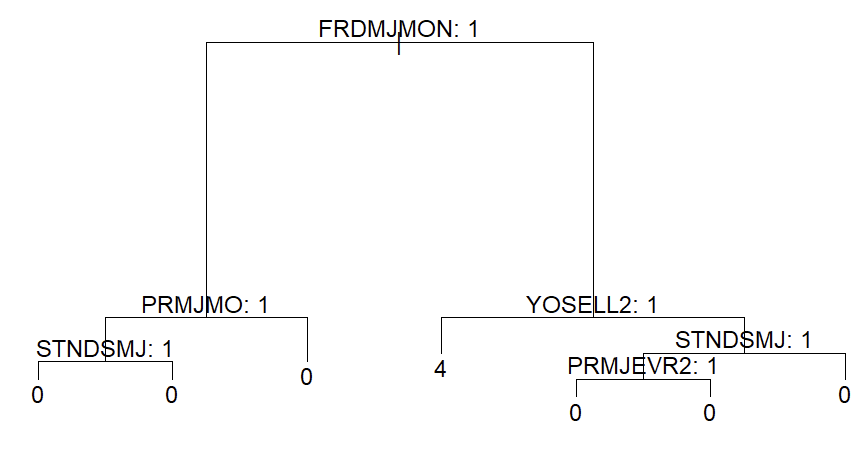 FRDMJMON: 1
PRMJMO: 1
YOSELL2: 1
STNDSMJ: 1
STNDSMJ: 1
PRMJEVR2: 1
0
4
0
0
0
0
0